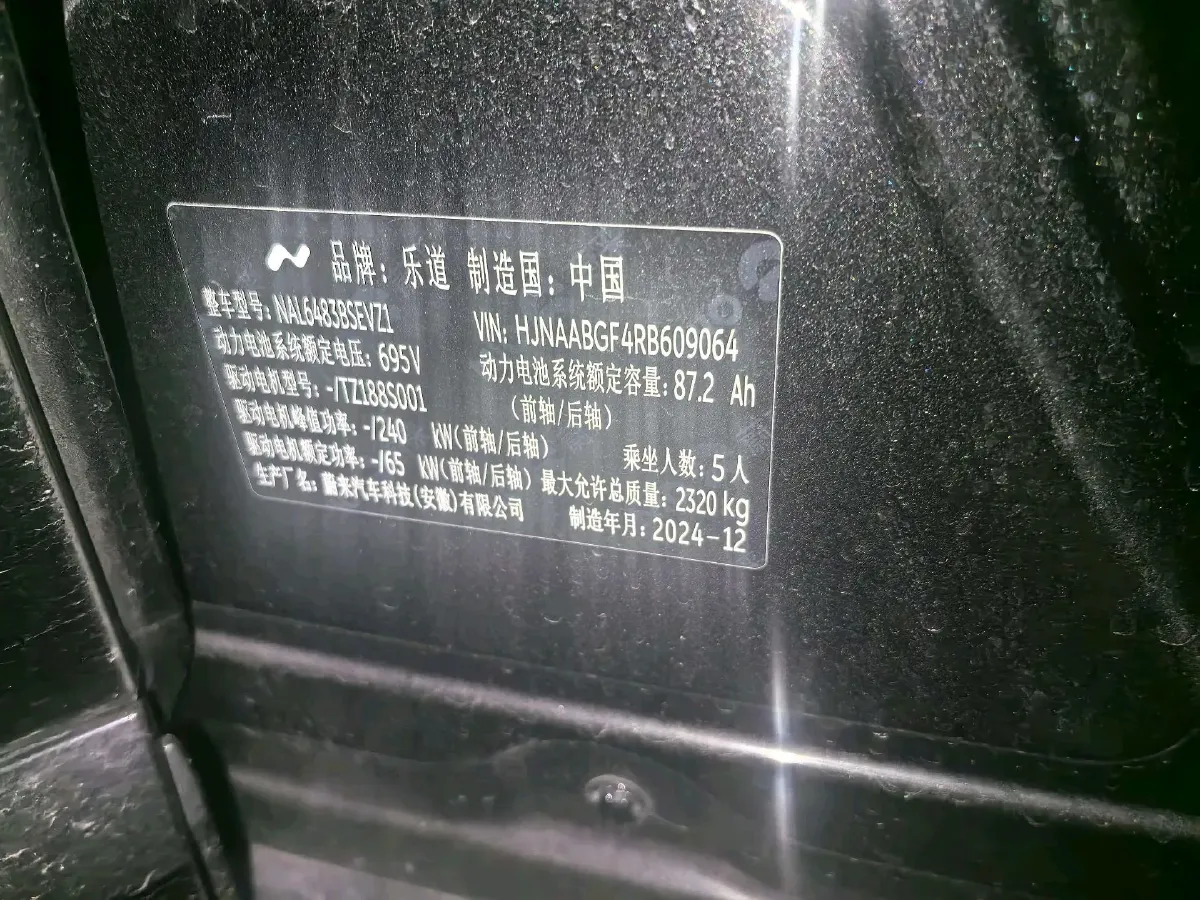 品牌：乐道 制造国：中国
整车型号：NAL6483BSEVZ1 VIN: HJNAABGF4RB609064
动力电池系统额定电压：695V 动力电池系统额定容量：87.2 Ah
驱动电机型号：-/TZ188S001 （前轴/后轴）
驱动电机峰值功率：-/240 kW（前轴/后轴） 乘坐人数：5人
驱动电机额定功率：-/65 kW（前轴/后轴） 最大允许总质量：2320 kg
生产厂名：蔚来汽车科技（安徽）有限公司 制造年月：2024-12